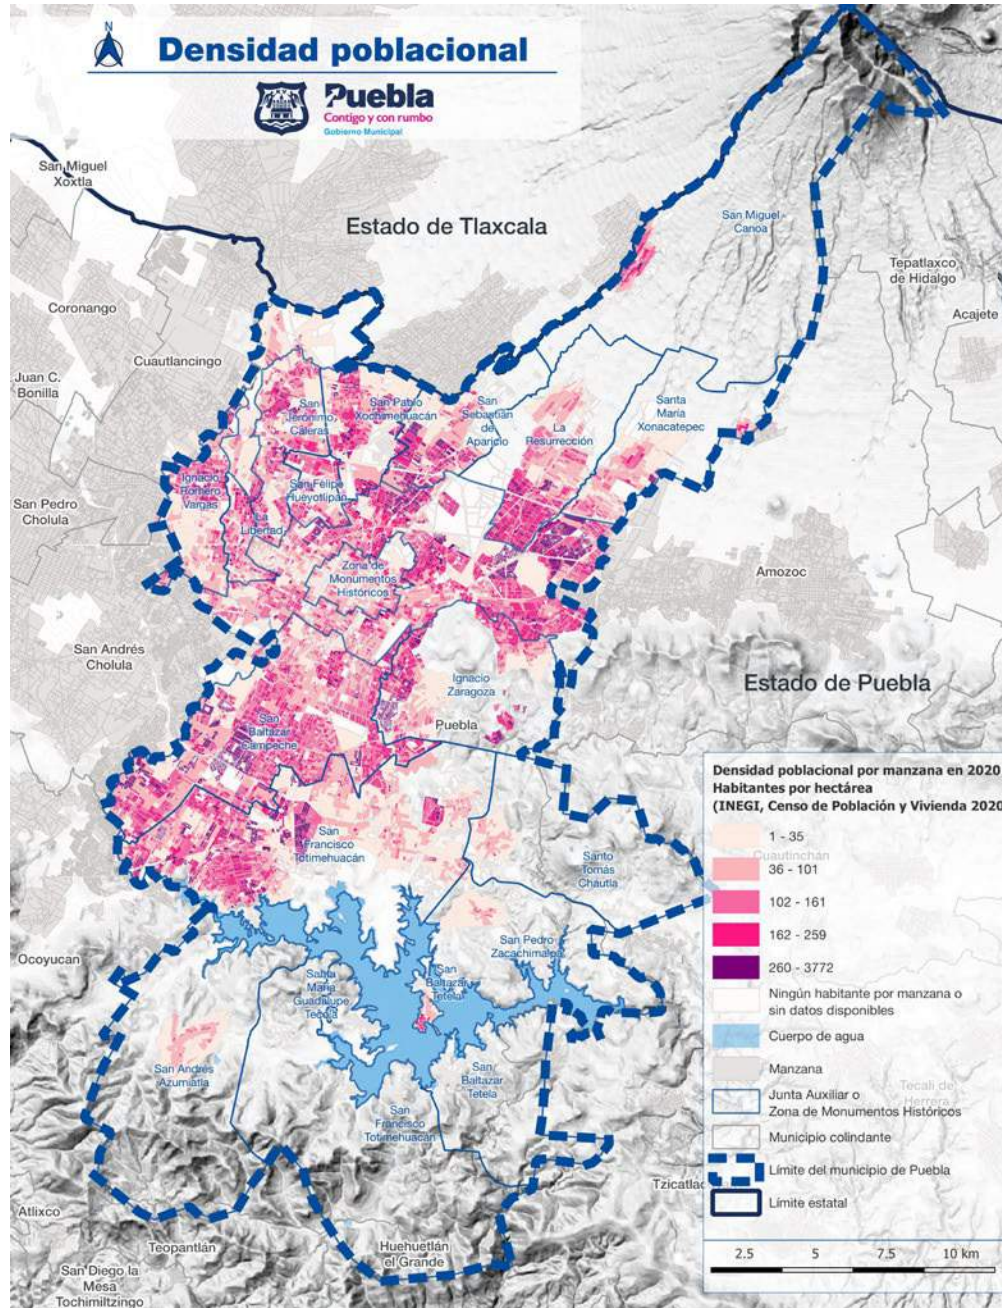 N
Densidad poblacional
Puebla
Contigo y con rumbo
Gobierno Municipal
San Miguel
Xoxtla
Estado de Tlaxcala
San Miguel
Canoa
Tepatlaxco
de Hidalgo
Coronango
Acajete
Cuautlancingo
Juan C.
Bonilla
San
Jerónimo
Caleras
San Pablo
Xochimehuacán
San
Sebastián
de
Aparicio
La
Resurrección
Santa
María
Xonacatepec
San Pedro
Cholula
Ignacio
Romero
Vargas
San Felipe
Hueyotlipan
La
Libertad
Zona de
Monumentos
Históricos
Amozoc
San Andrés
Cholula
Ignacio
Zaragoza
Puebla
Estado de Puebla
San
Baltazar
Campeche
San
Francisco
Totimehuacán
Santo
Tomás
Chautla
Ocoyucan
San Pedro
Zacachimalpa
Santa
María
Guadalupe
Tecola
San
Baltazar
Tetela
San Andrés
Azumiatla
San
Baltazar
Tetela
San
Francisco
Totimehuacán
Atlixco
Teopantlán
Huehuetlán
el Grande
San Diego la
Mesa
Tochimiltzingo
Tzicatlac
Densidad poblacional por manzana en 2020
Habitantes por hectárea
(INEGI, Censo de Población y Vivienda 2020
1 - 35
Cuautinchán
36 - 101
102 - 161
162 - 259
260 - 3772
Ningún habitante por manzana o
sin datos disponibles
Cuerpo de agua
Manzana
Tecali de
Herrera
Junta Auxiliar o
Zona de Monumentos Históricos
Municipio colindante
Límite del municipio de Puebla
Límite estatal
2.5 5 7.5 10 km